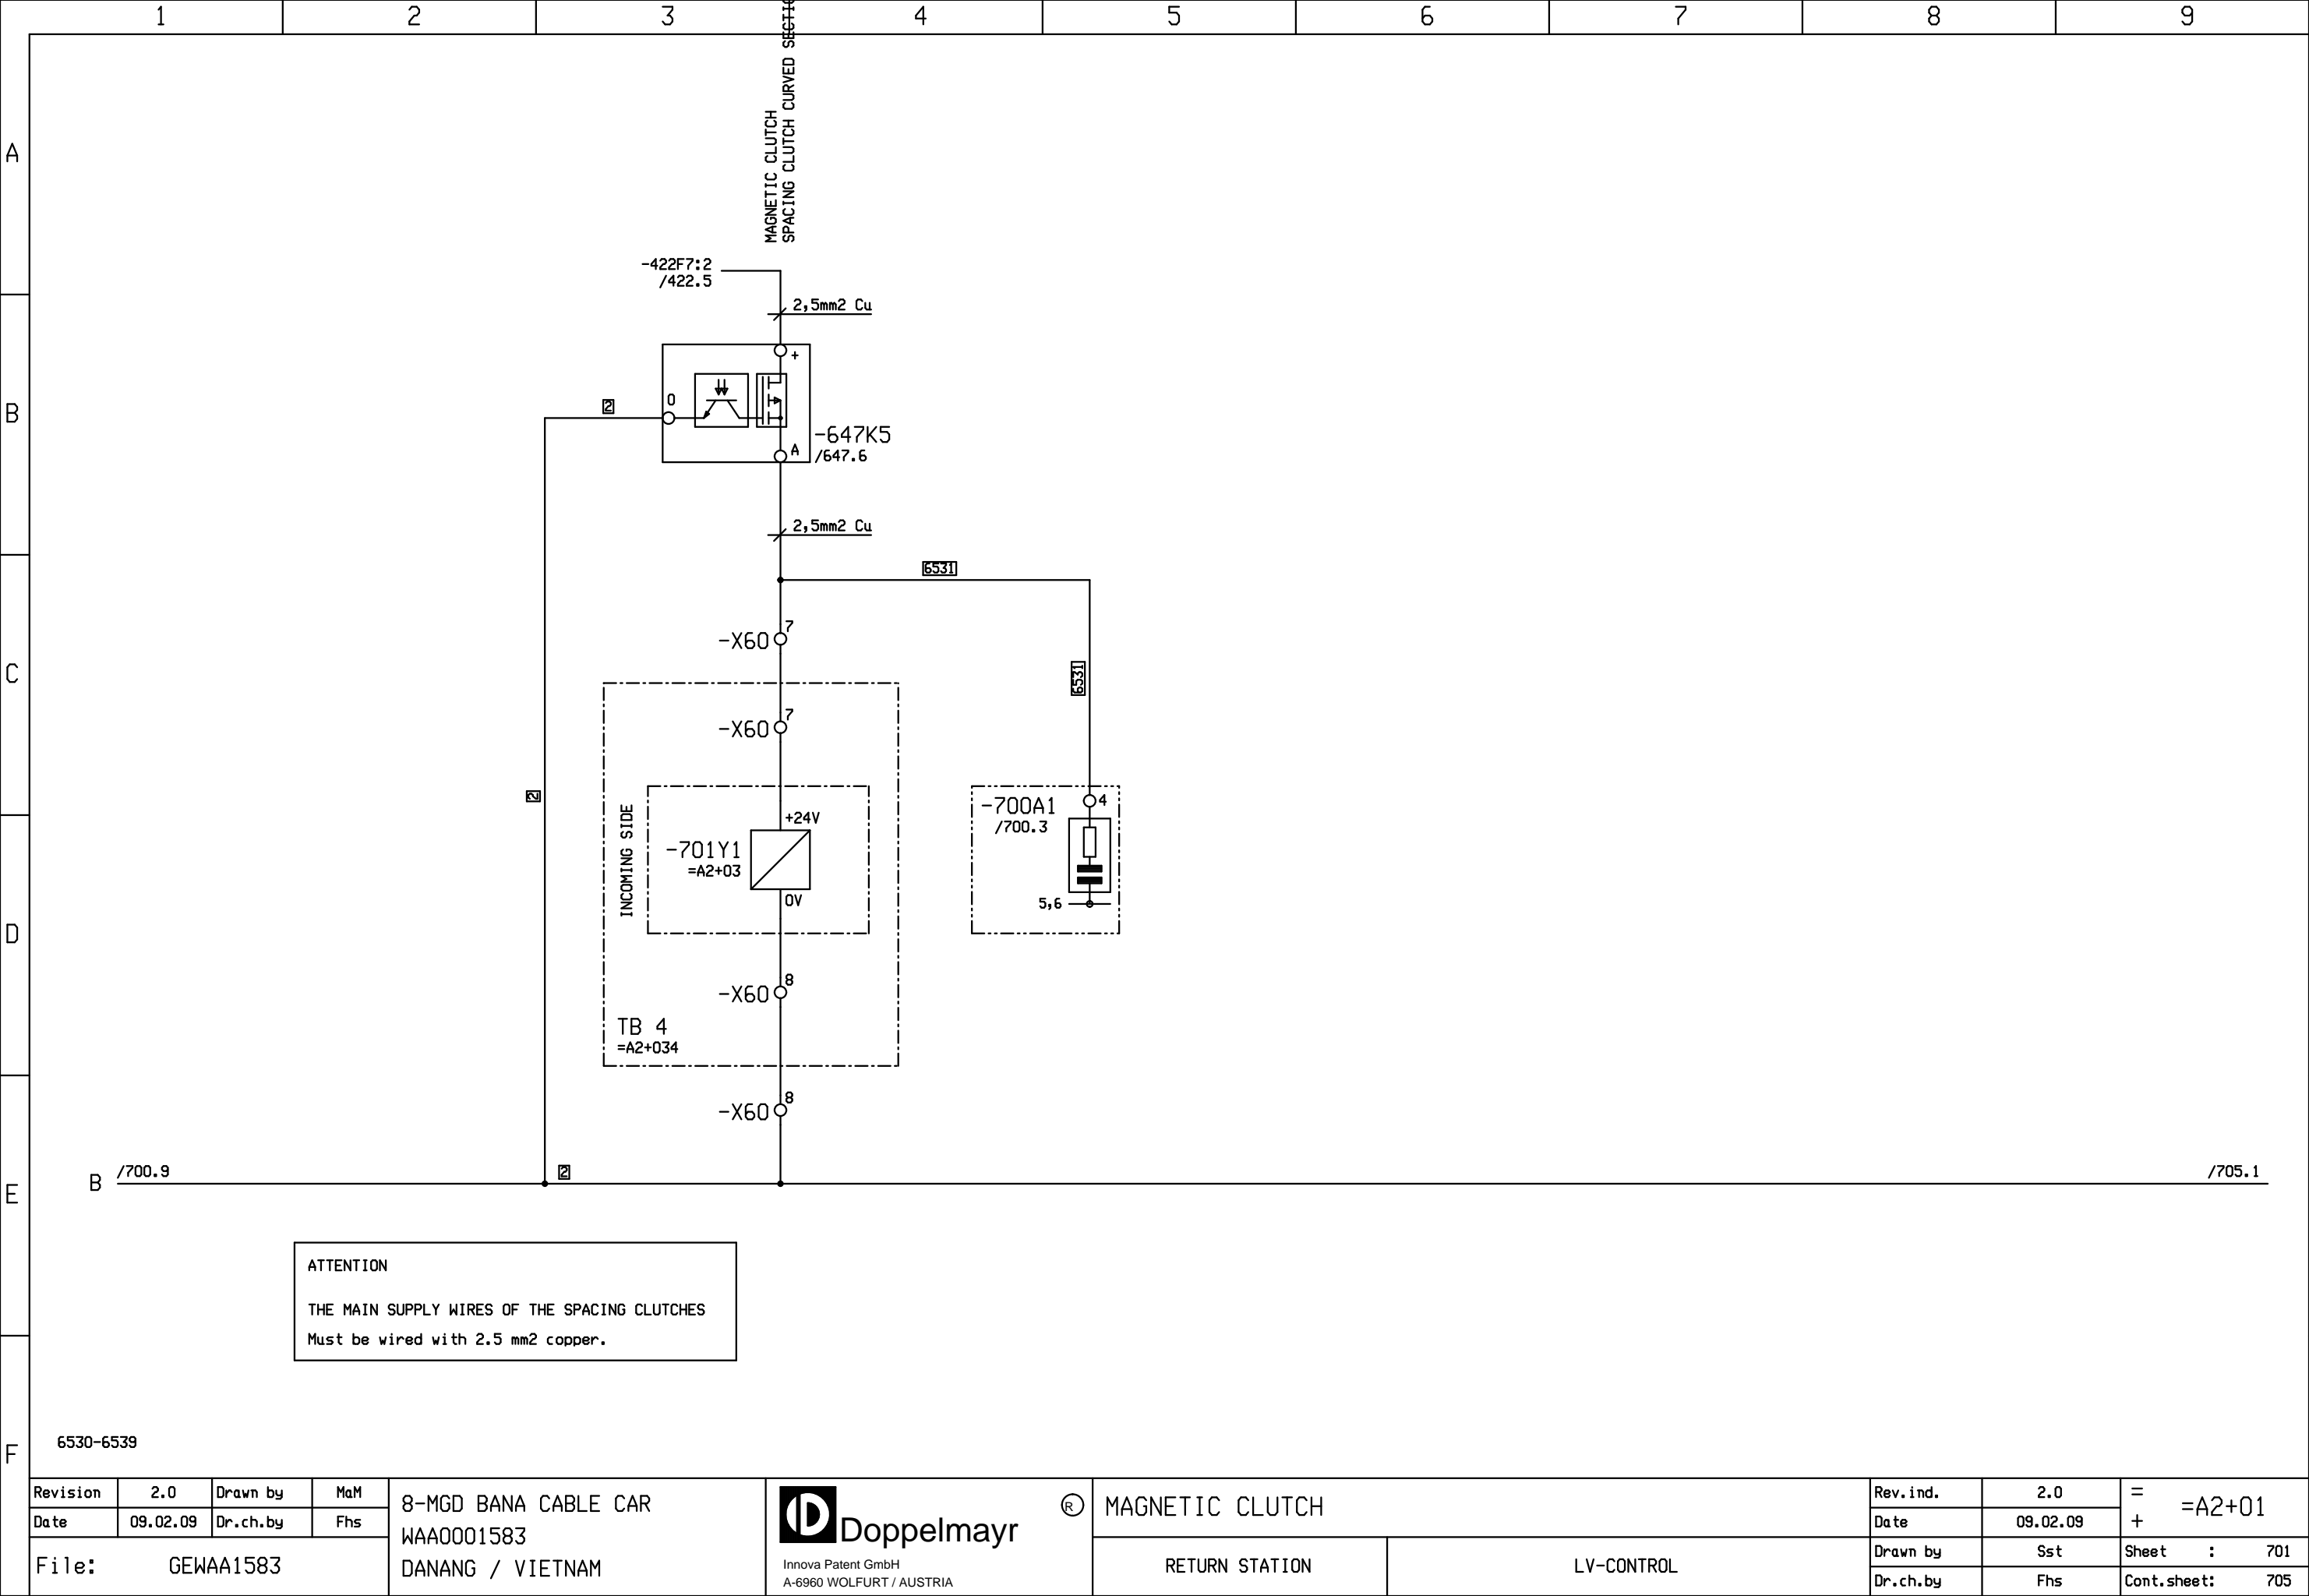 1 2 3 4 5 6 7 8 9
A
B
C
D
E
F
MAGNETIC CLUTCH
SPACING CLUTCH CURVED
-422F7:2
/422.5
2,5mm2 Cu
+
0
2
A
-647K5
/647.6
2,5mm2 Cu
6531
-X60 7
6531
-X60 7
2
INCOMING SIDE
+24V
-701Y1
=A2+03
0V
-700A1
/700.3
4
5,6
-X60 8
TB 4
=A2+034
-X60 8
B /700.9
2
/705.1
ATTENTION
THE MAIN SUPPLY WIRES OF THE SPACING CLUTCHES
Must be wired with 2.5 mm2 copper.
6530-6539
Revision 2.0 Drawn by MaM
Date 09.02.09 Dr.ch.by Fhs
File: GEWAA1583
8-MGD BANA CABLE CAR
WAA0001583
DANANG / VIETNAM
Doppelmayr
®
Innova Patent GmbH
A-6960 WOLFURT / AUSTRIA
MAGNETIC CLUTCH
RETURN STATION
LV-CONTROL
Rev.ind. 2.0
Date 09.02.09
Drawn by Sst
Dr.ch.by Fhs
=
+
=A2+01
Sheet : 701
Cont.sheet: 705